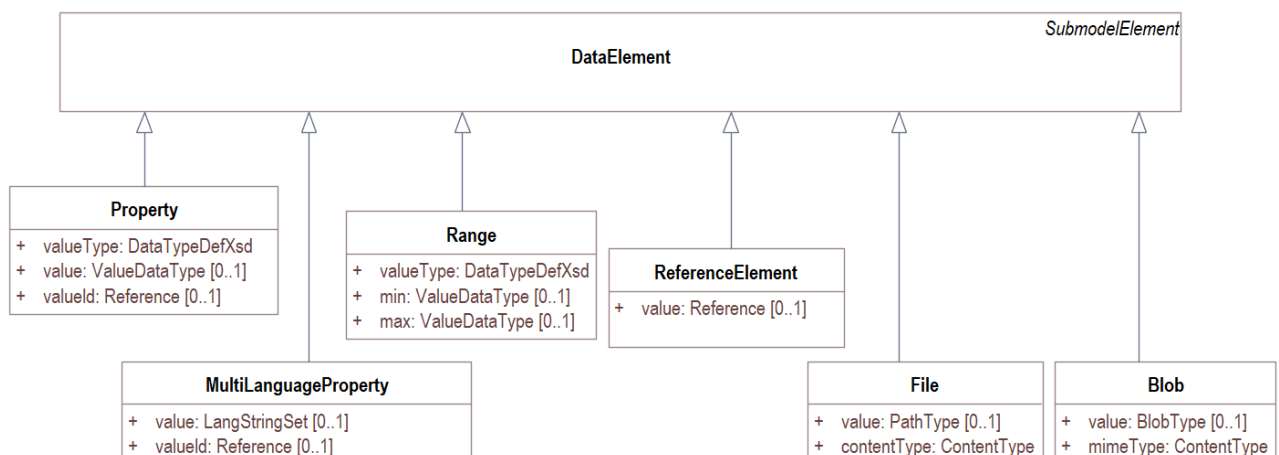 SubmodelElement
DataElement
Property
+ valueType: DataTypeDefXsd
+ value: ValueDataType [0..1]
+ valueId: Reference [0..1]
Range
+ valueType: DataTypeDefXsd
+ min: ValueDataType [0..1]
+ max: ValueDataType [0..1]
ReferenceElement
+ value: Reference [0..1]
MultiLanguageProperty
+ value: LangStringSet [0..1]
+ valueId: Reference [0..1]
File
+ value: PathType [0..1]
+ contentType: ContentType
Blob
+ value: BlobType [0..1]
+ mimeType: ContentType